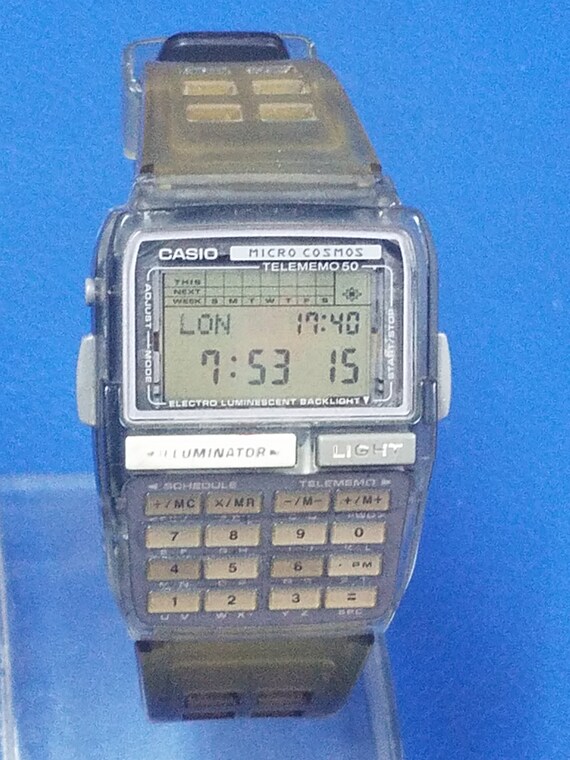 CASIO MICRO COSMOS
TELEMEMO 50
THIS
NEXT
WEEK S M T W T F S
ADJUST MODE
START/STOP
LON 17:40
7:53 15
ELECTRO LUMINESCENT BACKLIGHT
ILLUMINATOR LIGHT
SCHEDULE TELEMEMO
÷/MC ×/MR −/M− +/M+
7 8 9 0
4 5 6 · PM
1 2 3 =
Q V W X Y Z SPC